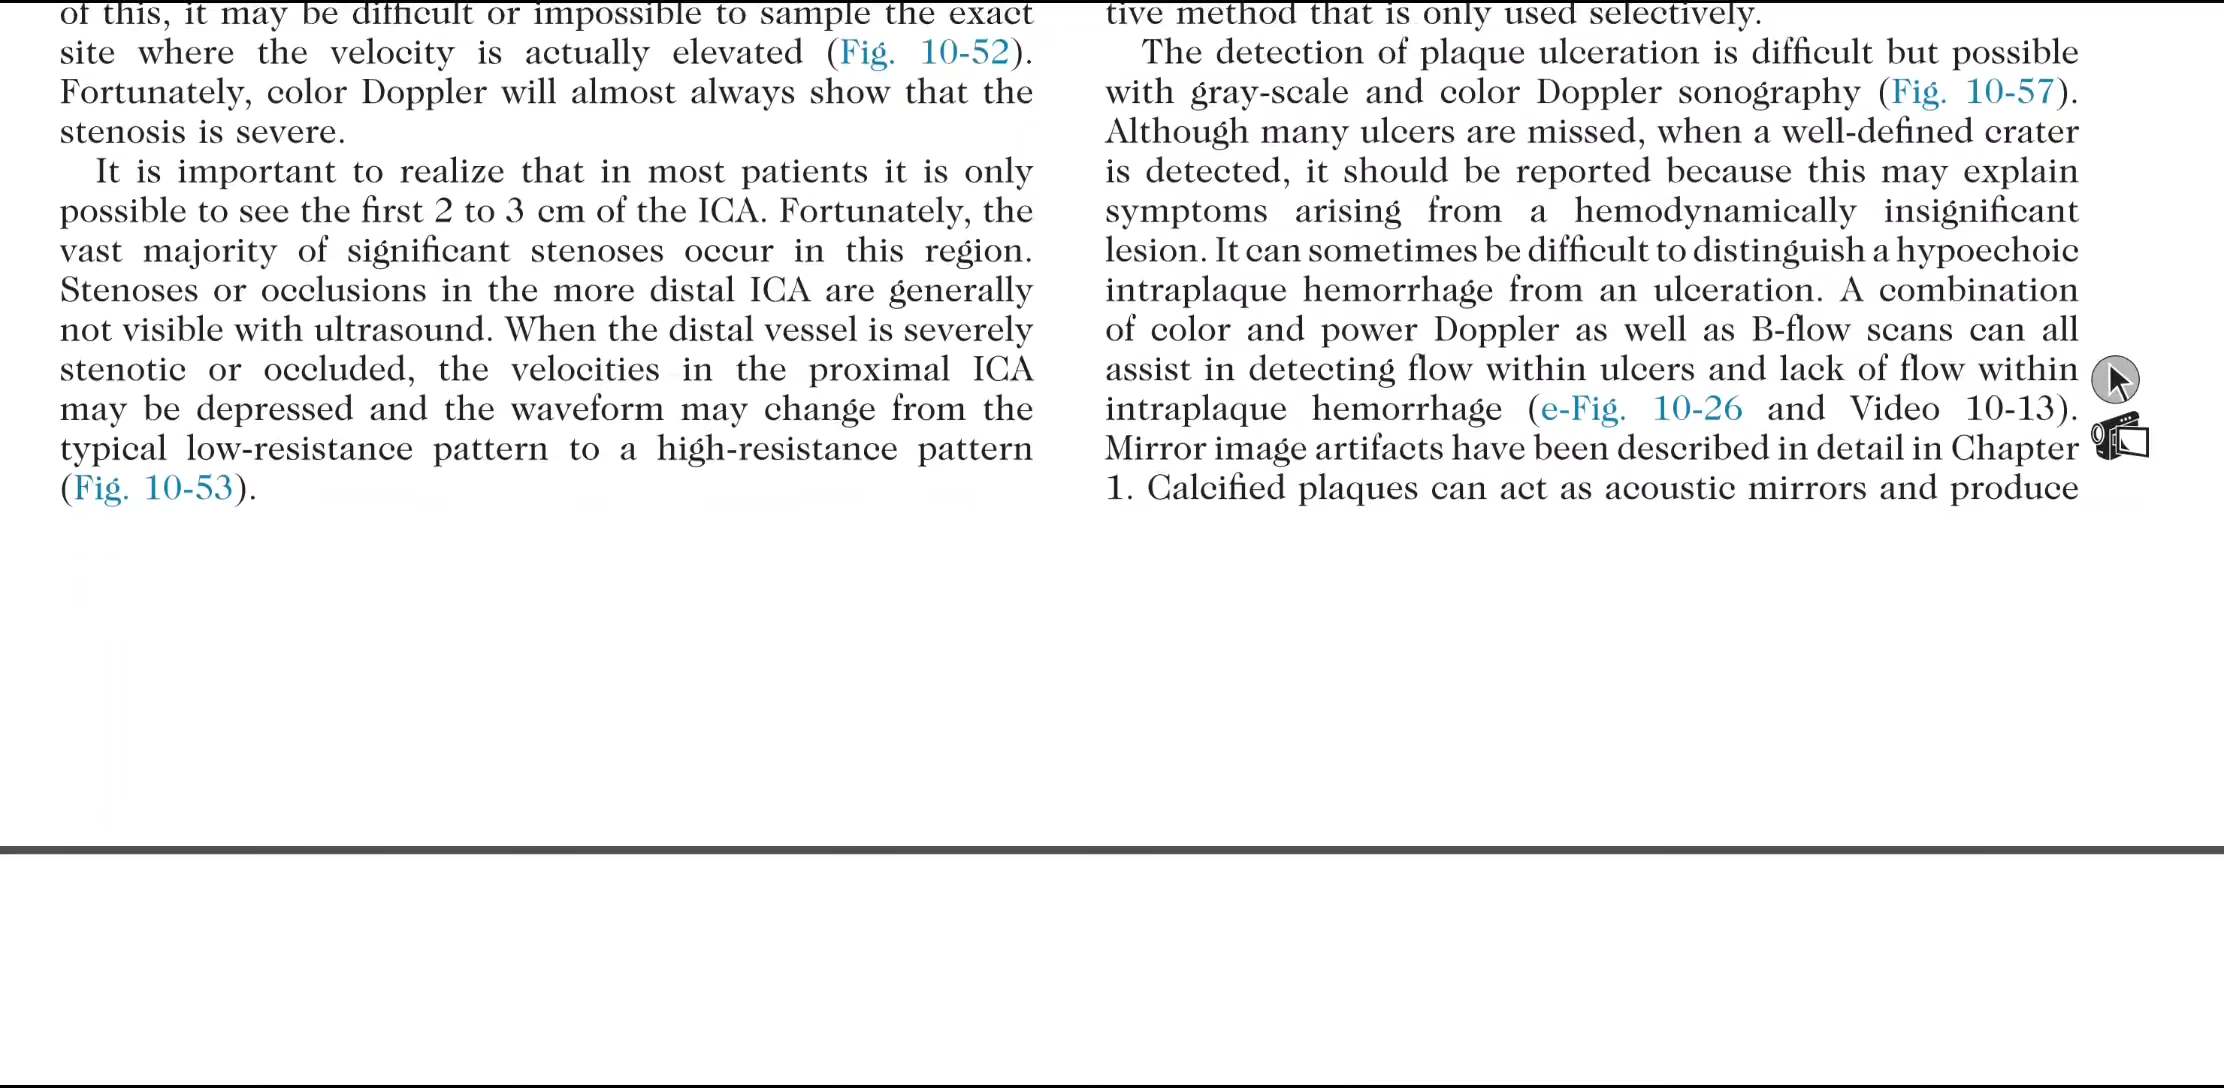 of this, it may be difficult or impossible to sample the exact
site where the velocity is actually elevated (Fig. 10-52).
Fortunately, color Doppler will almost always show that the
stenosis is severe.
It is important to realize that in most patients it is only
possible to see the first 2 to 3 cm of the ICA. Fortunately, the
vast majority of significant stenoses occur in this region.
Stenoses or occlusions in the more distal ICA are generally
not visible with ultrasound. When the distal vessel is severely
stenotic or occluded, the velocities in the proximal ICA
may be depressed and the waveform may change from the
typical low-resistance pattern to a high-resistance pattern
(Fig. 10-53).
tive method that is only used selectively.
The detection of plaque ulceration is difficult but possible
with gray-scale and color Doppler sonography (Fig. 10-57).
Although many ulcers are missed, when a well-defined crater
is detected, it should be reported because this may explain
symptoms arising from a hemodynamically insignificant
lesion. It can sometimes be difficult to distinguish a hypoechoic
intraplaque hemorrhage from an ulceration. A combination
of color and power Doppler as well as B-flow scans can all
assist in detecting flow within ulcers and lack of flow within
intraplaque hemorrhage (e-Fig. 10-26 and Video 10-13).
Mirror image artifacts have been described in detail in Chapter
1. Calcified plaques can act as acoustic mirrors and produce